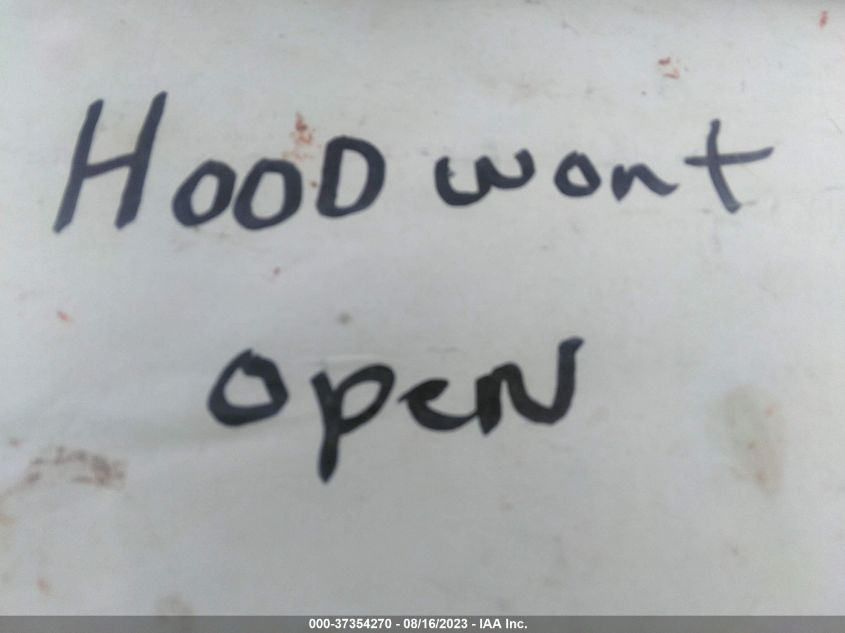 HOOD wont
OpeN
000-37354270 - 08/16/2023 - IAA Inc.